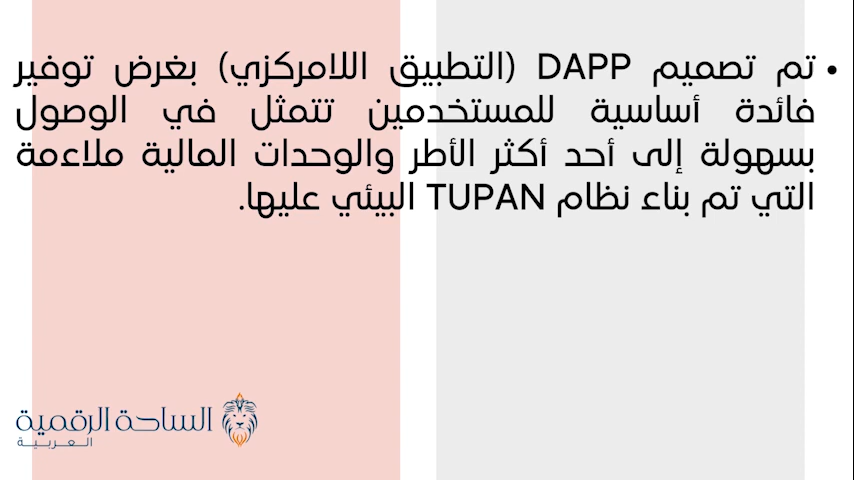 • تم تصميم DAPP (التطبيق اللامركزي) بغرض توفير
فائدة أساسية للمستخدمين تتمثل في الوصول
بسهولة إلى أحد أكثر الأطر والوحدات المالية ملاءمة
التي تم بناء نظام TUPAN البيئي عليها.
الساحة الرقمية
العربية